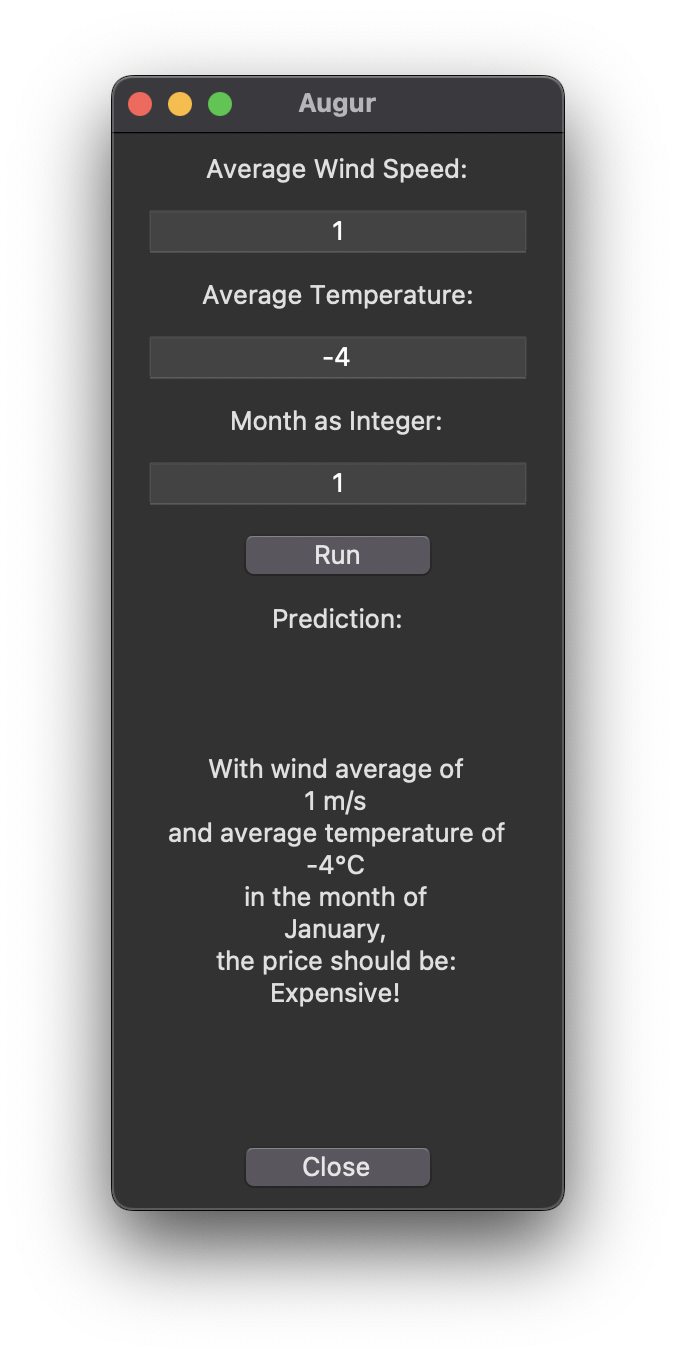 Augur
Average Wind Speed:
1
Average Temperature:
-4
Month as Integer:
1
Run
Prediction:
With wind average of
1 m/s
and average temperature of
-4°C
in the month of
January,
the price should be:
Expensive!
Close